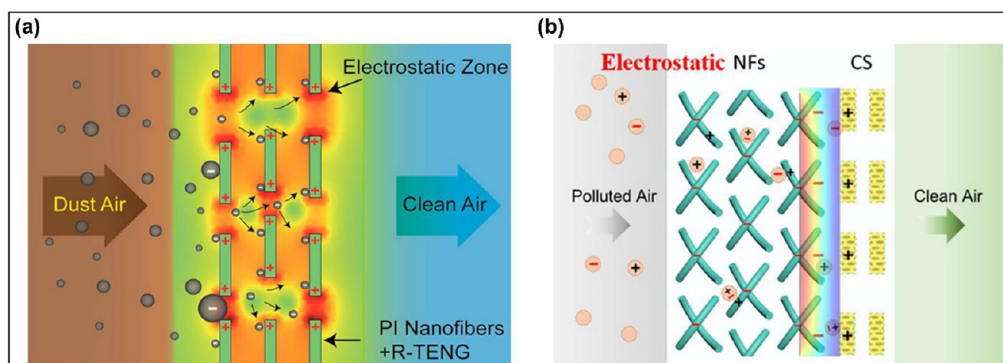 (a)
Electrostatic Zone
Dust Air
Clean Air
PI Nanofibers
+R-TENG
(b)
Electrostatic NFs
CS
Polluted Air
Clean Air